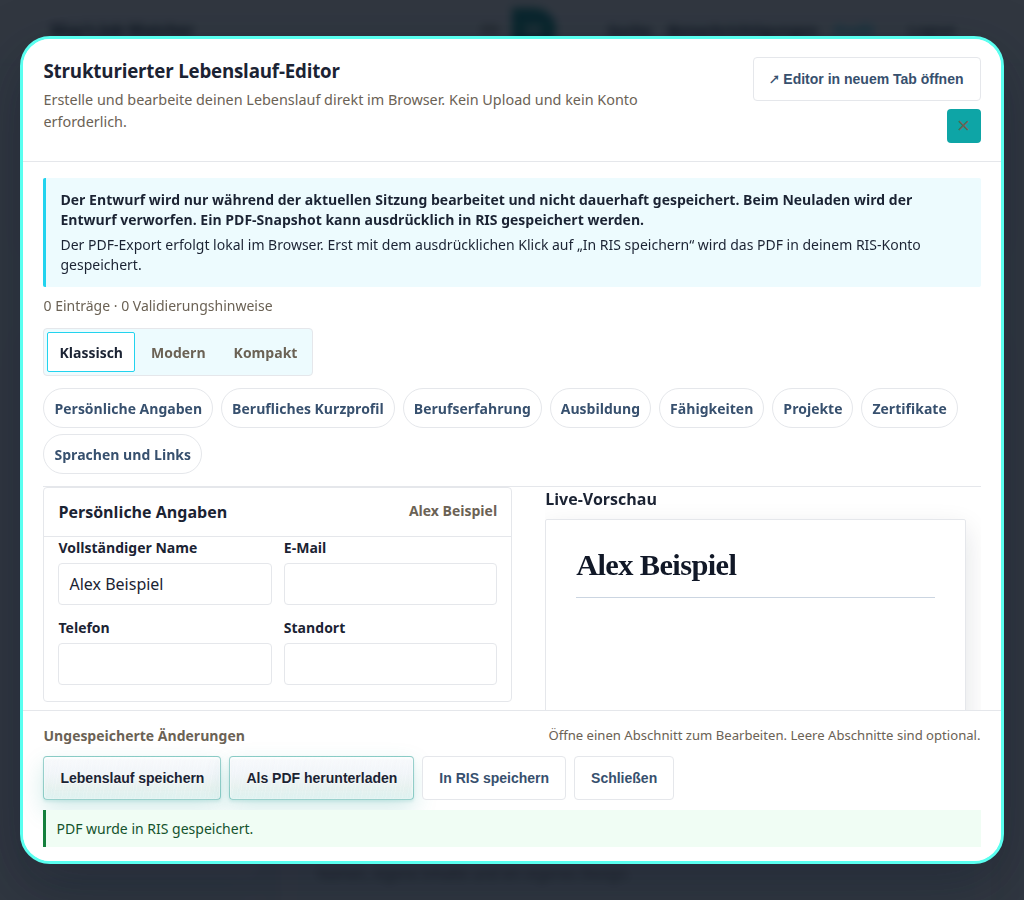 Strukturierter Lebenslauf-Editor
↗ Editor in neuem Tab öffnen
Erstelle und bearbeite deinen Lebenslauf direkt im Browser. Kein Upload und kein Konto
erforderlich.
×
Der Entwurf wird nur während der aktuellen Sitzung bearbeitet und nicht dauerhaft gespeichert. Beim Neuladen wird der
Entwurf verworfen. Ein PDF-Snapshot kann ausdrücklich in RIS gespeichert werden.
Der PDF-Export erfolgt lokal im Browser. Erst mit dem ausdrücklichen Klick auf „In RIS speichern“ wird das PDF in deinem RIS-Konto
gespeichert.
0 Einträge · 0 Validierungshinweise
Klassisch Modern Kompakt
Persönliche Angaben Berufliches Kurzprofil Berufserfahrung Ausbildung Fähigkeiten Projekte Zertifikate
Sprachen und Links
Persönliche Angaben Alex Beispiel
Vollständiger Name E-Mail
Alex Beispiel
Telefon Standort
Live-Vorschau
Alex Beispiel
Ungespeicherte Änderungen
Öffne einen Abschnitt zum Bearbeiten. Leere Abschnitte sind optional.
Lebenslauf speichern Als PDF herunterladen In RIS speichern Schließen
PDF wurde in RIS gespeichert.